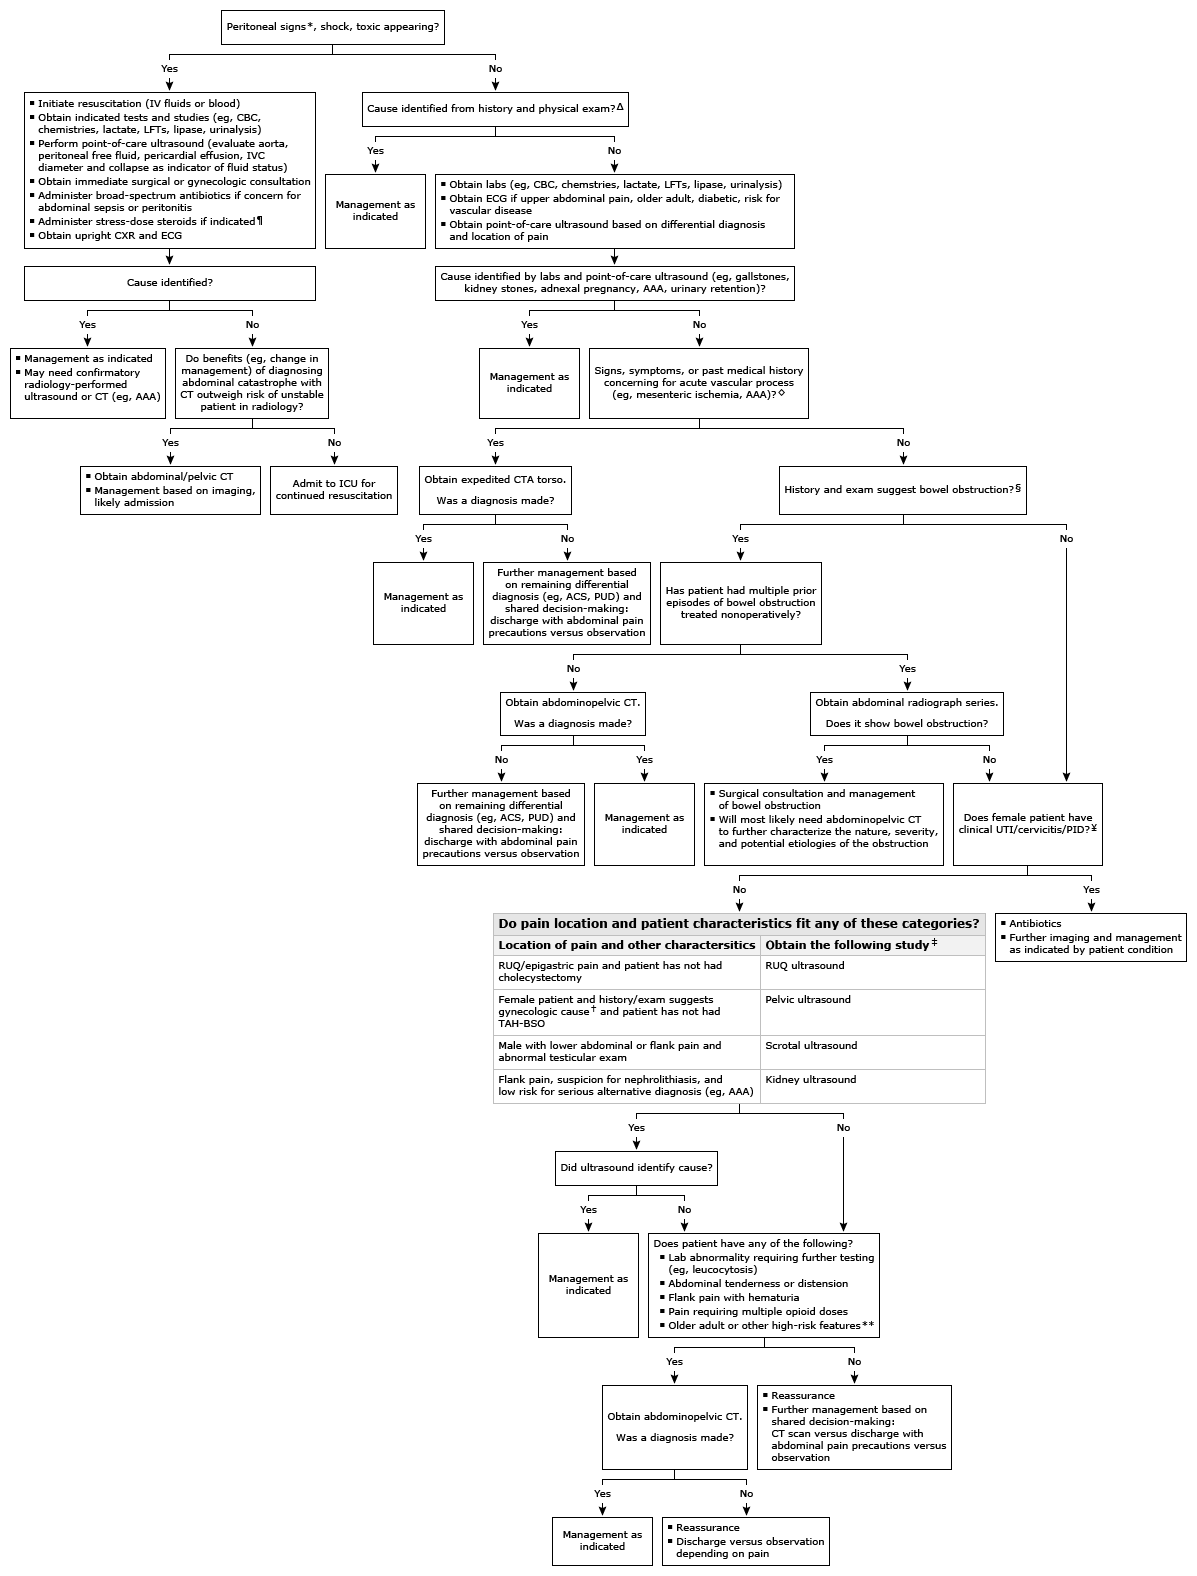 Peritoneal signs*, shock, toxic appearing?
Yes
No
▪ Initiate resuscitation (IV fluids or blood)
▪ Obtain indicated tests and studies (eg, CBC,
chemistries, lactate, LFTs, lipase, urinalysis)
▪ Perform point-of-care ultrasound (evaluate aorta,
peritoneal free fluid, pericardial effusion, IVC
diameter and collapse as indicator of fluid status)
▪ Obtain immediate surgical or gynecologic consultation
▪ Administer broad-spectrum antibiotics if concern for
abdominal sepsis or peritonitis
▪ Administer stress-dose steroids if indicated¶
▪ Obtain upright CXR and ECG
Cause identified from history and physical exam?Δ
Yes
No
Management as
indicated
▪ Obtain labs (eg, CBC, chemstries, lactate, LFTs, lipase, urinalysis)
▪ Obtain ECG if upper abdominal pain, older adult, diabetic, risk for
vascular disease
▪ Obtain point-of-care ultrasound based on differential diagnosis
and location of pain
Cause identified?
Cause identified by labs and point-of-care ultrasound (eg, gallstones,
kidney stones, adnexal pregnancy, AAA, urinary retention)?
Yes
No
Yes
No
▪ Management as indicated
▪ May need confirmatory
radiology-performed
ultrasound or CT (eg, AAA)
Do benefits (eg, change in
management) of diagnosing
abdominal catastrophe with
CT outweigh risk of unstable
patient in radiology?
Management as
indicated
Signs, symptoms, or past medical history
concerning for acute vascular process
(eg, mesenteric ischemia, AAA)?◊
Yes
No
Yes
No
▪ Obtain abdominal/pelvic CT
▪ Management based on imaging,
likely admission
Admit to ICU for
continued resuscitation
Obtain expedited CTA torso.
Was a diagnosis made?
History and exam suggest bowel obstruction?§
Yes
No
Yes
No
Management as
indicated
Further management based
on remaining differential
diagnosis (eg, ACS, PUD) and
shared decision-making:
discharge with abdominal pain
precautions versus observation
Has patient had multiple prior
episodes of bowel obstruction
treated nonoperatively?
No
Yes
Obtain abdominopelvic CT.
Was a diagnosis made?
Obtain abdominal radiograph series.
Does it show bowel obstruction?
No
Yes
Yes
No
Further management based
on remaining differential
diagnosis (eg, ACS, PUD) and
shared decision-making:
discharge with abdominal pain
precautions versus observation
Management as
indicated
▪ Surgical consultation and management
of bowel obstruction
▪ Will most likely need abdominopelvic CT
to further characterize the nature, severity,
and potential etiologies of the obstruction
Does female patient have
clinical UTI/cervicitis/PID?¥
No
Yes
▪ Antibiotics
▪ Further imaging and management
as indicated by patient condition
Do pain location and patient characteristics fit any of these categories?
Location of pain and other charactersitics
Obtain the following study‡
RUQ/epigastric pain and patient has not had
cholecystectomy
RUQ ultrasound
Female patient and history/exam suggests
gynecologic cause† and patient has not had
TAH-BSO
Pelvic ultrasound
Male with lower abdominal or flank pain and
abnormal testicular exam
Scrotal ultrasound
Flank pain, suspicion for nephrolithiasis, and
low risk for serious alternative diagnosis (eg, AAA)
Kidney ultrasound
Yes
No
Did ultrasound identify cause?
Yes
No
Management as
indicated
Does patient have any of the following?
▪ Lab abnormality requiring further testing
(eg, leucocytosis)
▪ Abdominal tenderness or distension
▪ Flank pain with hematuria
▪ Pain requiring multiple opioid doses
▪ Older adult or other high-risk features**
Yes
No
Obtain abdominopelvic CT.
Was a diagnosis made?
▪ Reassurance
▪ Further management based on
shared decision-making:
CT scan versus discharge with
abdominal pain precautions versus
observation
Yes
No
Management as
indicated
▪ Reassurance
▪ Discharge versus observation
depending on pain